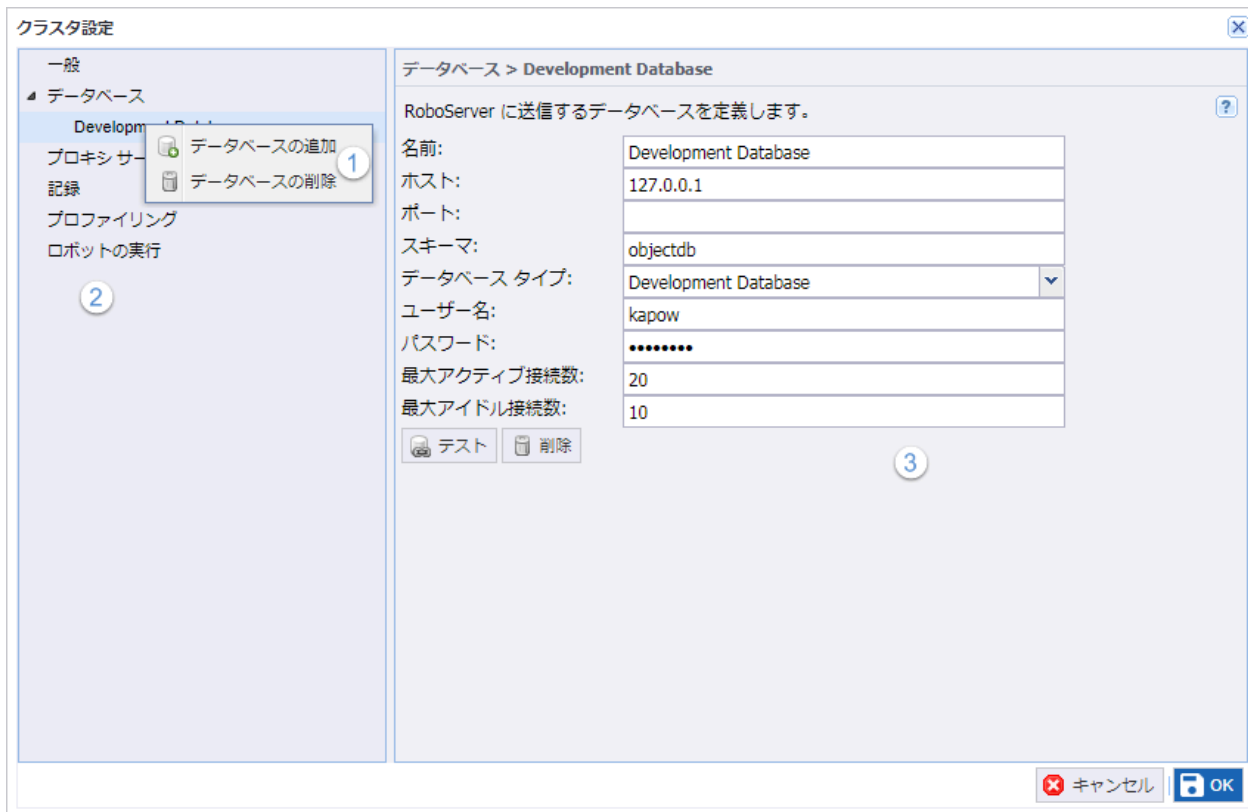 クラスタ設定
一般
データベース
Development
データベースの追加
1
データベースの削除
プロキシ サー
記録
プロファイリング
ロボットの実行
2
データベース > Development Database
RoboServer に送信するデータベースを定義します。
?
名前: Development Database
ホスト: 127.0.0.1
ポート:
スキーマ: objectdb
データベース タイプ: Development Database
ユーザー名: kapow
パスワード: ••••••••
最大アクティブ接続数: 20
最大アイドル接続数: 10
テスト 削除
3
キャンセル OK